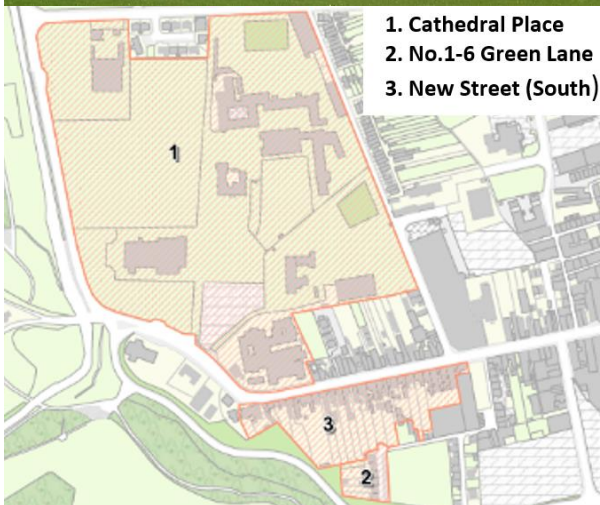 1. Cathedral Place
2. No.1-6 Green Lane
3. New Street (South)
1
3
2